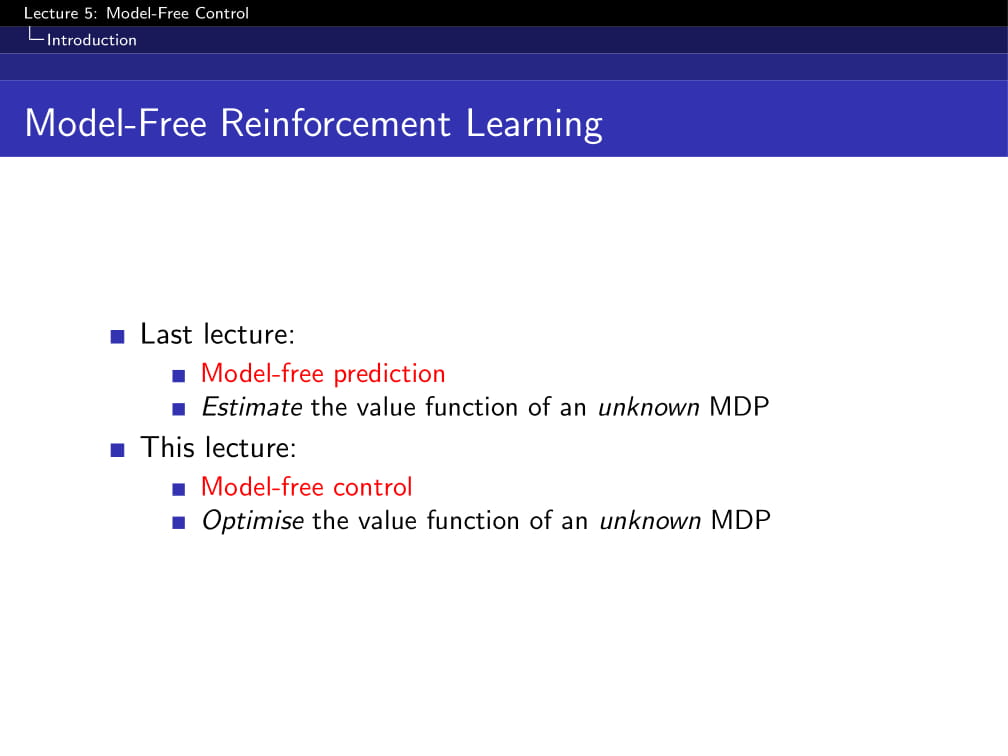 Lecture 5: Model-Free Control
Introduction
Model-Free Reinforcement Learning
Last lecture:
Model-free prediction
Estimate the value function of an unknown MDP
This lecture:
Model-free control
Optimise the value function of an unknown MDP